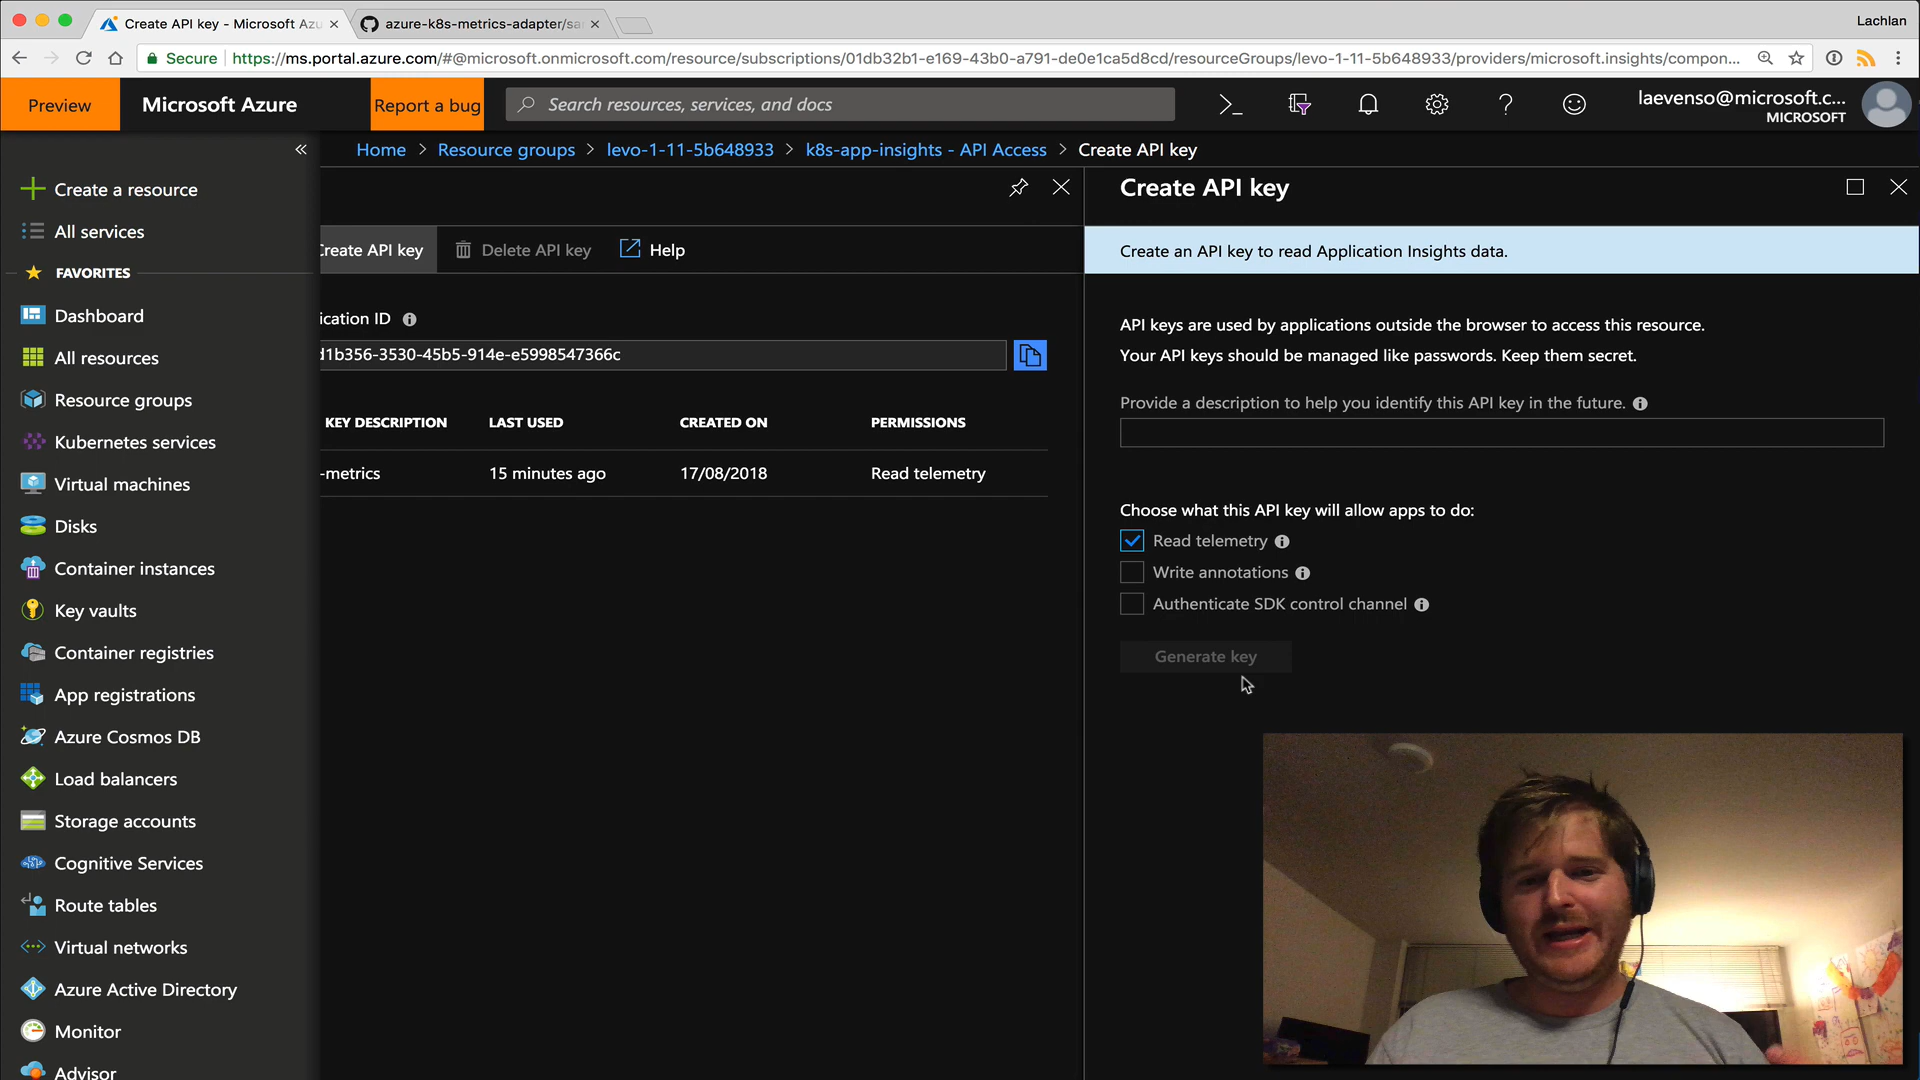 Create API key - Microsoft Azu
azure-k8s-metrics-adapter/sa
Lachlan
Secure
https://ms.portal.azure.com/#@microsoft.onmicrosoft.com/resource/subscriptions/01db32b1-e169-43b0-a791-de0e1ca5d8cd/resourceGroups/levo-1-11-5b648933/providers/microsoft.insights/compon...
Preview
Microsoft Azure
Report a bug
Search resources, services, and docs
laevenso@microsoft.c...
MICROSOFT
Home > Resource groups > levo-1-11-5b648933 > k8s-app-insights - API Access > Create API key
Create a resource
All services
FAVORITES
Dashboard
All resources
Resource groups
Kubernetes services
Virtual machines
Disks
Container instances
Key vaults
Container registries
App registrations
Azure Cosmos DB
Load balancers
Storage accounts
Cognitive Services
Route tables
Virtual networks
Azure Active Directory
Monitor
Advisor
Create API key
Delete API key
Help
ication ID
d1b356-3530-45b5-914e-e5998547366c
KEY DESCRIPTION LAST USED CREATED ON PERMISSIONS
-metrics 15 minutes ago 17/08/2018 Read telemetry
Create API key
Create an API key to read Application Insights data.
API keys are used by applications outside the browser to access this resource.
Your API keys should be managed like passwords. Keep them secret.
Provide a description to help you identify this API key in the future.
Choose what this API key will allow apps to do:
Read telemetry
Write annotations
Authenticate SDK control channel
Generate key